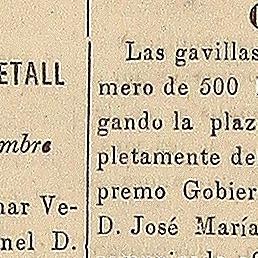 ETALL
mbre
nar Ve-
nel D.
Las gavillas
mero de 500
gando la plaz
pletamente de
premo Gobier
D. José María